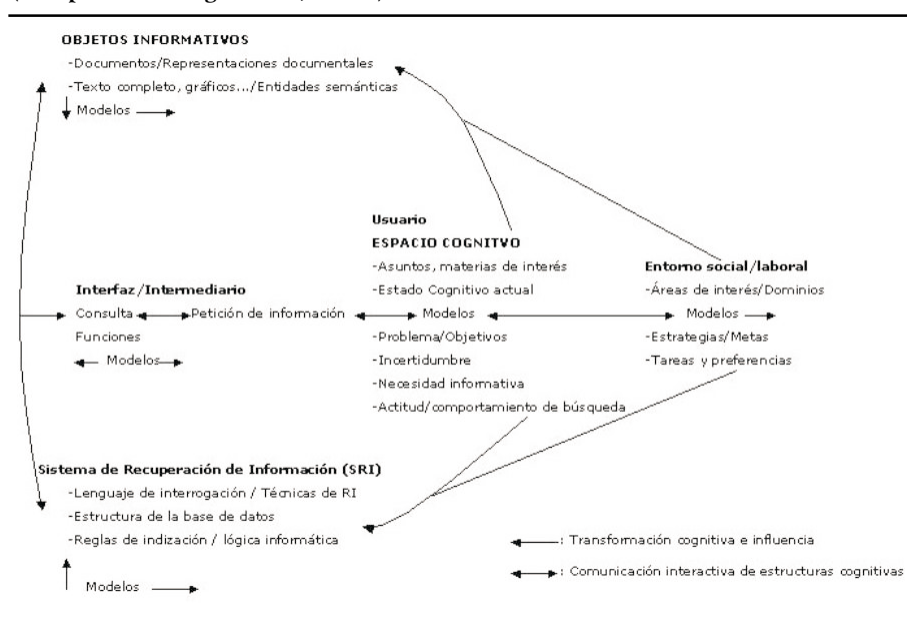 OBJETOS INFORMATIVOS
-Documentos/Representaciones documentales
-Texto completo, gráficos.../Entidades semánticas
Modelos
Usuario
ESPACIO COGNITVO
-Asuntos, materias de interés
-Estado Cognitivo actual
Modelos
-Problema/Objetivos
-Incertidumbre
-Necesidad informativa
-Actitud/comportamiento de búsqueda
Entorno social/laboral
-Áreas de interés/Dominios
Modelos
-Estrategias/Metas
-Tareas y preferencias
Interfaz/Intermediario
Consulta Petición de información
Funciones
Modelos
Sistema de Recuperación de Información (SRI)
-Lenguaje de interrogación / Técnicas de RI
-Estructura de la base de datos
-Reglas de indización / lógica informática
Modelos
: Transformación cognitiva e influencia
: Comunicación interactiva de estructuras cognitivas